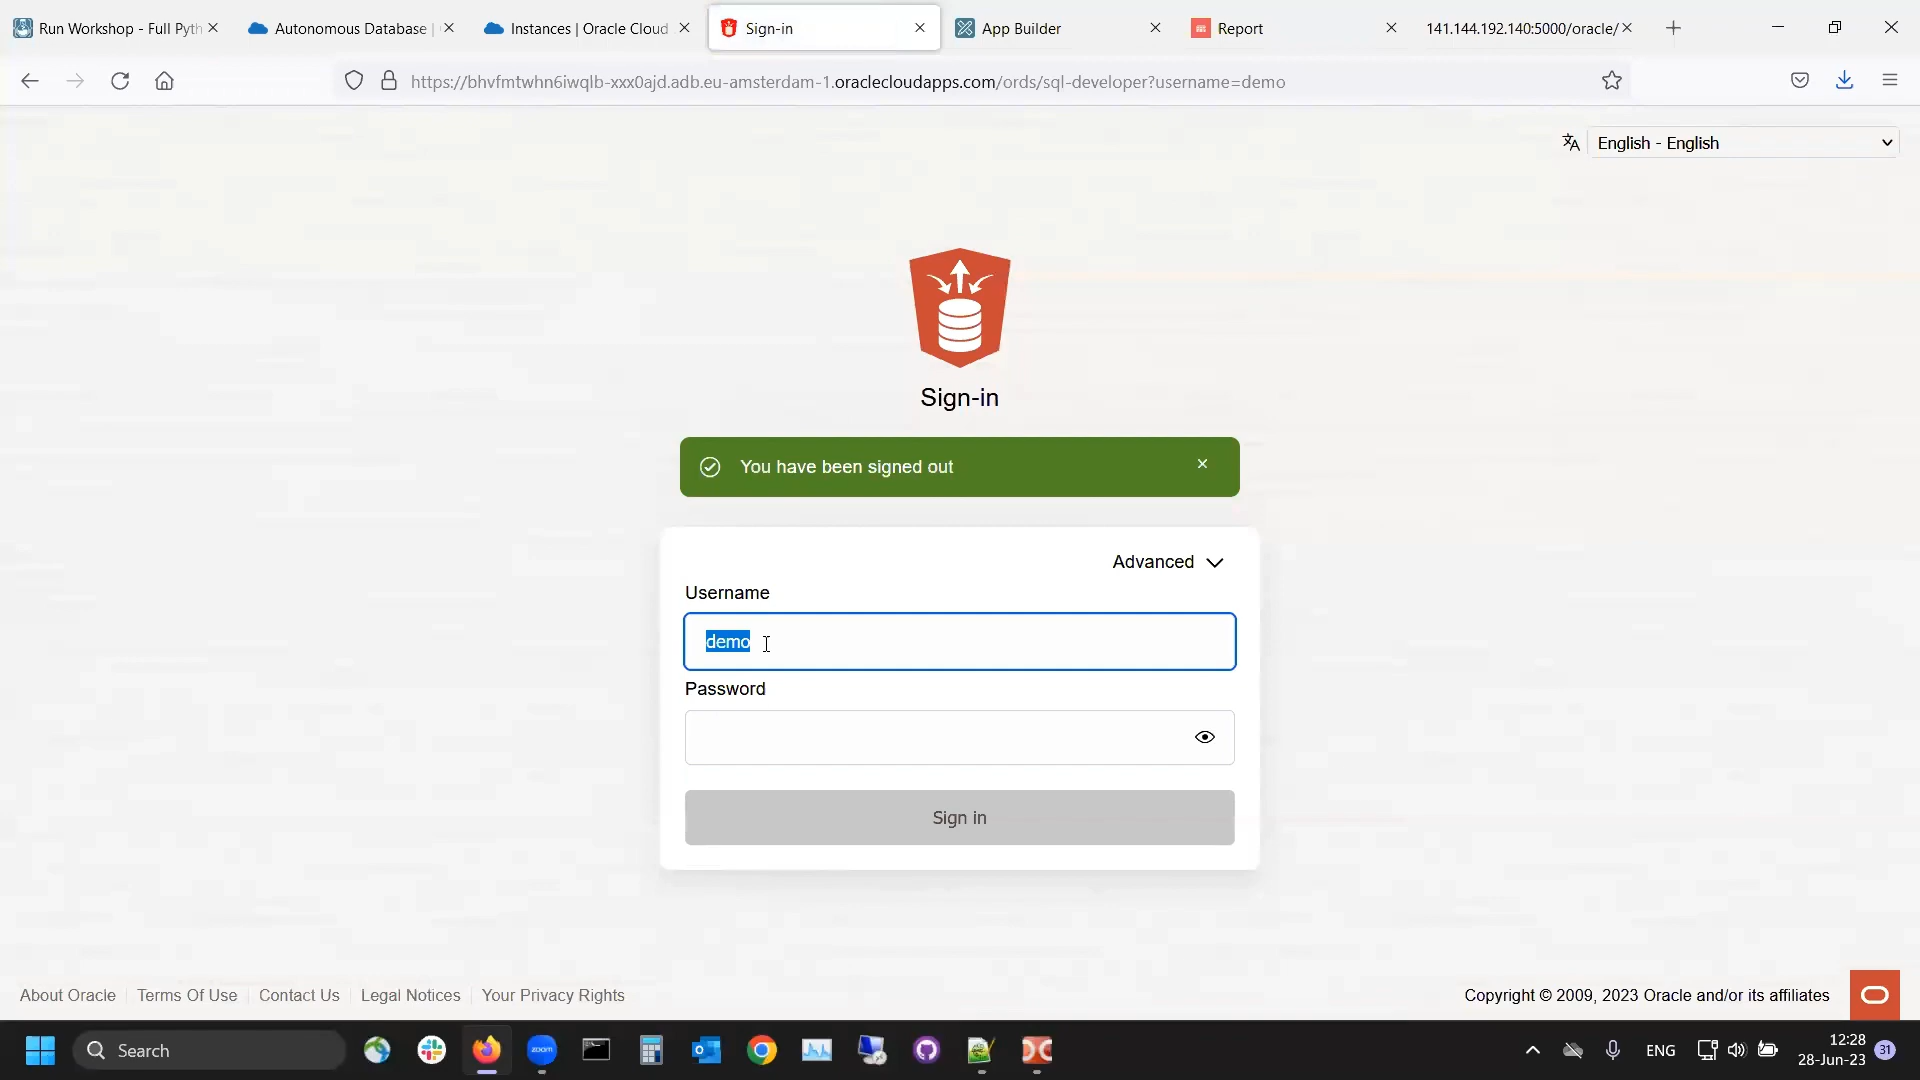 Run Workshop - Full Pyth
Autonomous Database |
Instances | Oracle Cloud
Sign-in
App Builder
Report
141.144.192.140:5000/oracle/
https://bhvfmtwhn6iwqlb-xxx0ajd.adb.eu-amsterdam-1.oraclecloudapps.com/ords/sql-developer?username=demo
English - English
Sign-in
You have been signed out
Advanced
Username
demo
Password
Sign in
About Oracle
Terms Of Use
Contact Us
Legal Notices
Your Privacy Rights
Copyright © 2009, 2023 Oracle and/or its affiliates
Search
zoom
ENG
12:28
28-Jun-23
31